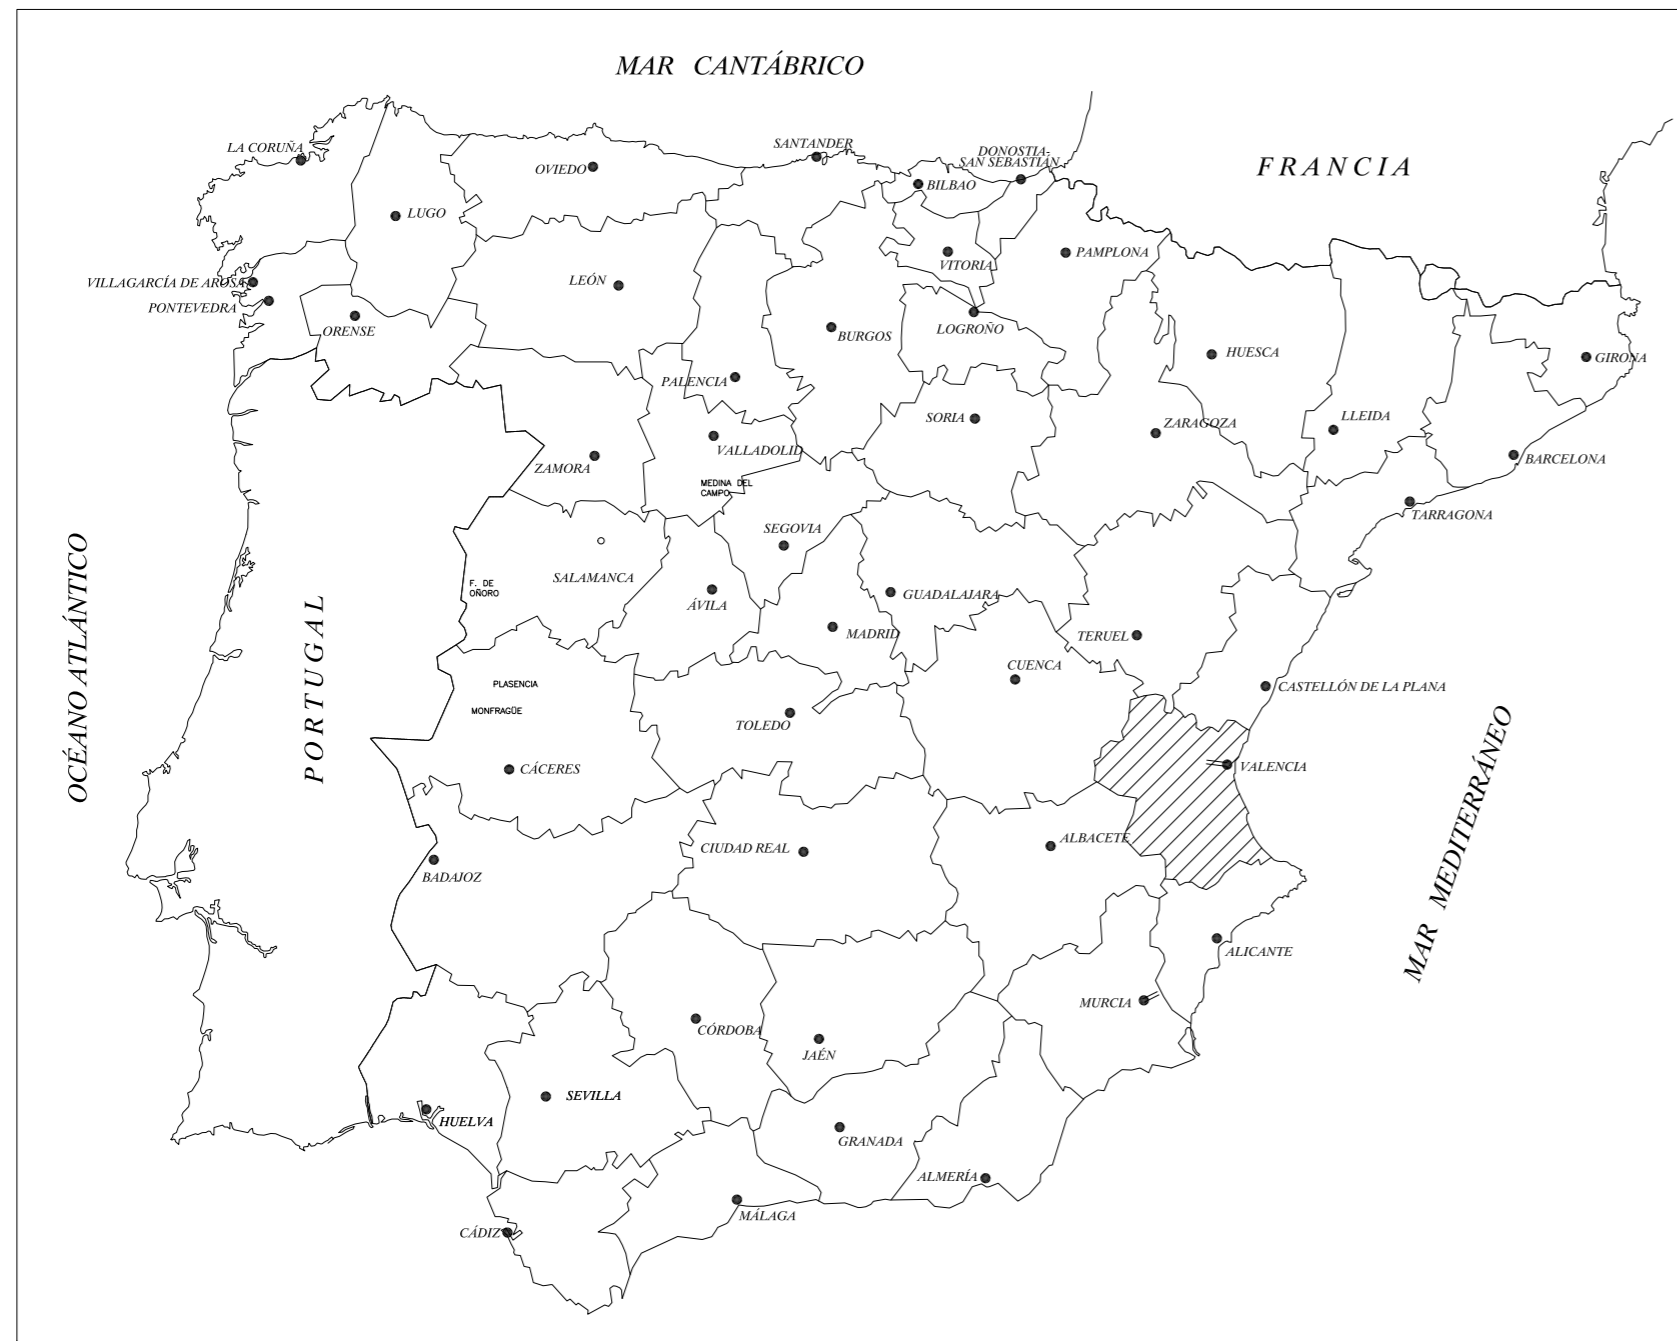 MAR CANTÁBRICO
LA CORUÑA
SANTANDER
DONOSTIA-
SAN SEBASTIÁN
FRANCIA
OVIEDO
BILBAO
LUGO
VITORIA
PAMPLONA
VILLAGARCÍA DE AROSA
LEÓN
PONTEVEDRA
ORENSE
BURGOS
LOGROÑO
HUESCA
GIRONA
PALENCIA
SORIA
ZARAGOZA
LLEIDA
VALLADOLID
ZAMORA
BARCELONA
MEDINA DEL
CAMPO
TARRAGONA
SEGOVIA
OCÉANO ATLÁNTICO
PORTUGAL
SALAMANCA
F. DE
OÑORO
ÁVILA
GUADALAJARA
MADRID
TERUEL
CUENCA
PLASENCIA
CASTELLÓN DE LA PLANA
MONFRAGÜE
TOLEDO
CÁCERES
VALENCIA
MAR MEDITERRÁNEO
ALBACETE
CIUDAD REAL
BADAJOZ
ALICANTE
MURCIA
CÓRDOBA
JAÉN
SEVILLA
HUELVA
GRANADA
ALMERÍA
MÁLAGA
CÁDIZ